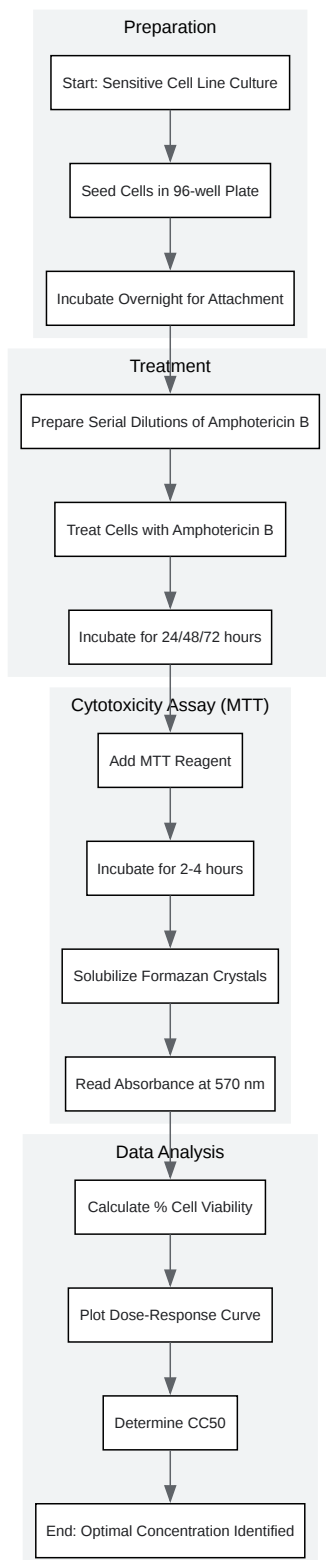 Preparation
Start: Sensitive Cell Line Culture
Seed Cells in 96-well Plate
Incubate Overnight for Attachment
Treatment
Prepare Serial Dilutions of Amphotericin B
Treat Cells with Amphotericin B
Incubate for 24/48/72 hours
Cytotoxicity Assay (MTT)
Add MTT Reagent
Incubate for 2-4 hours
Solubilize Formazan Crystals
Read Absorbance at 570 nm
Data Analysis
Calculate % Cell Viability
Plot Dose-Response Curve
Determine CC50
End: Optimal Concentration Identified